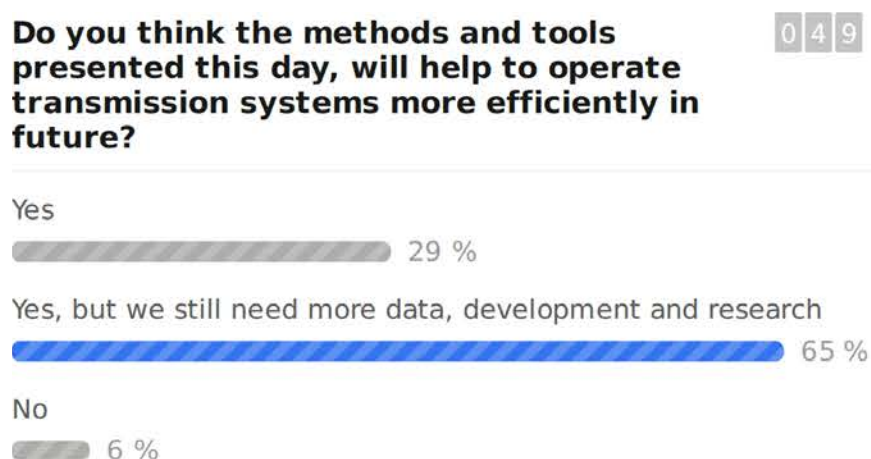 Do you think the methods and tools
presented this day, will help to operate
transmission systems more efficiently in
future?
049
Yes
29 %
Yes, but we still need more data, development and research
65 %
No
6 %